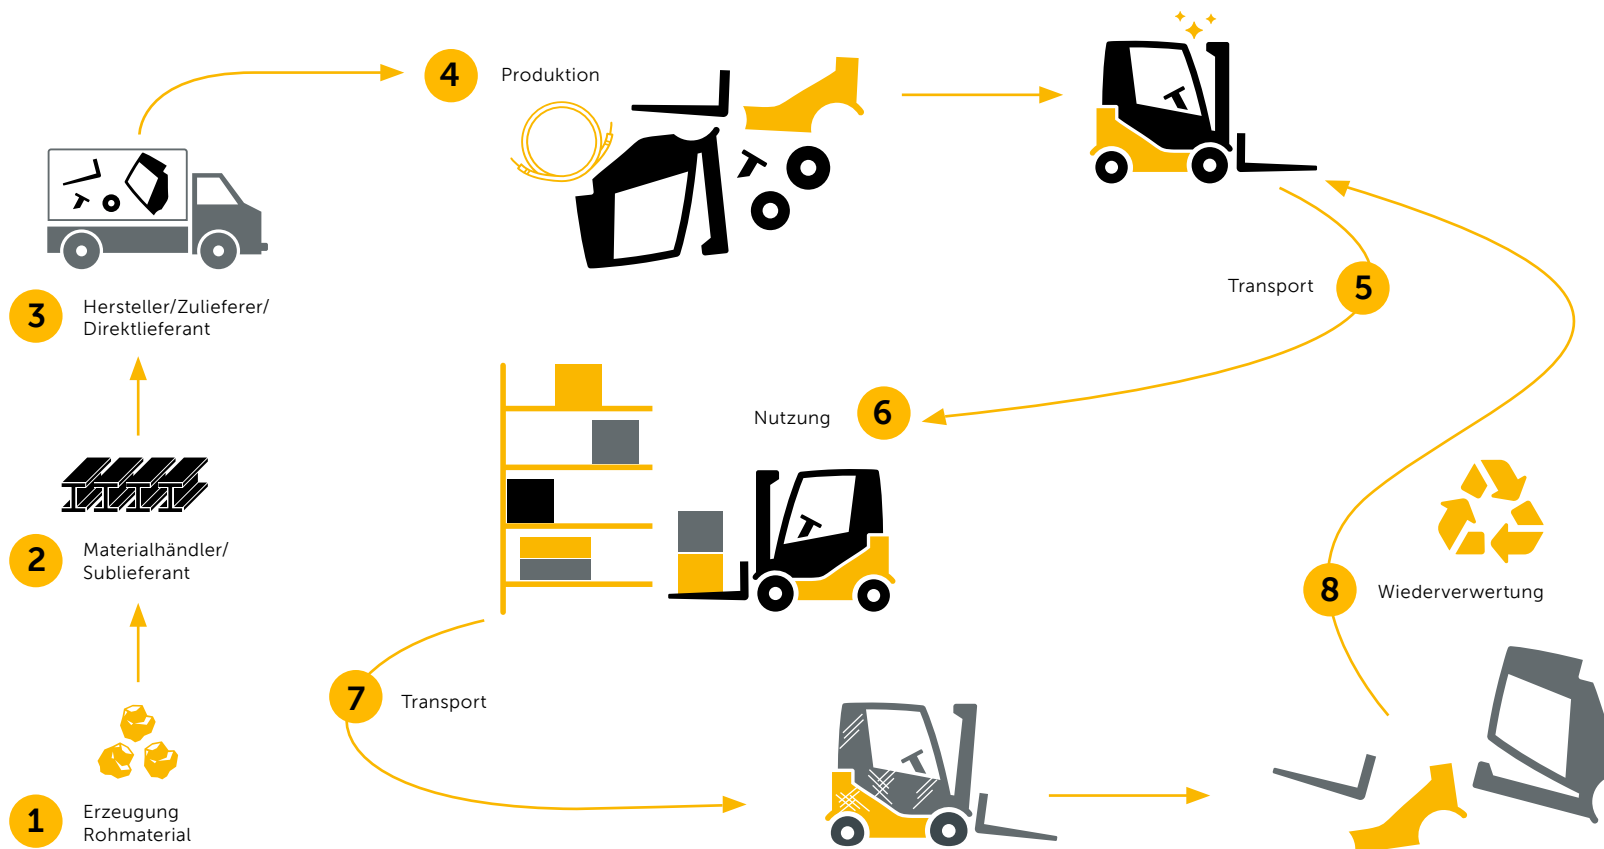 1
Erzeugung
Rohmaterial
2
Materialhändler/
Sublieferant
3
Hersteller/Zulieferer/
Direktlieferant
4
Produktion
5
Transport
6
Nutzung
7
Transport
8
Wiederverwertung